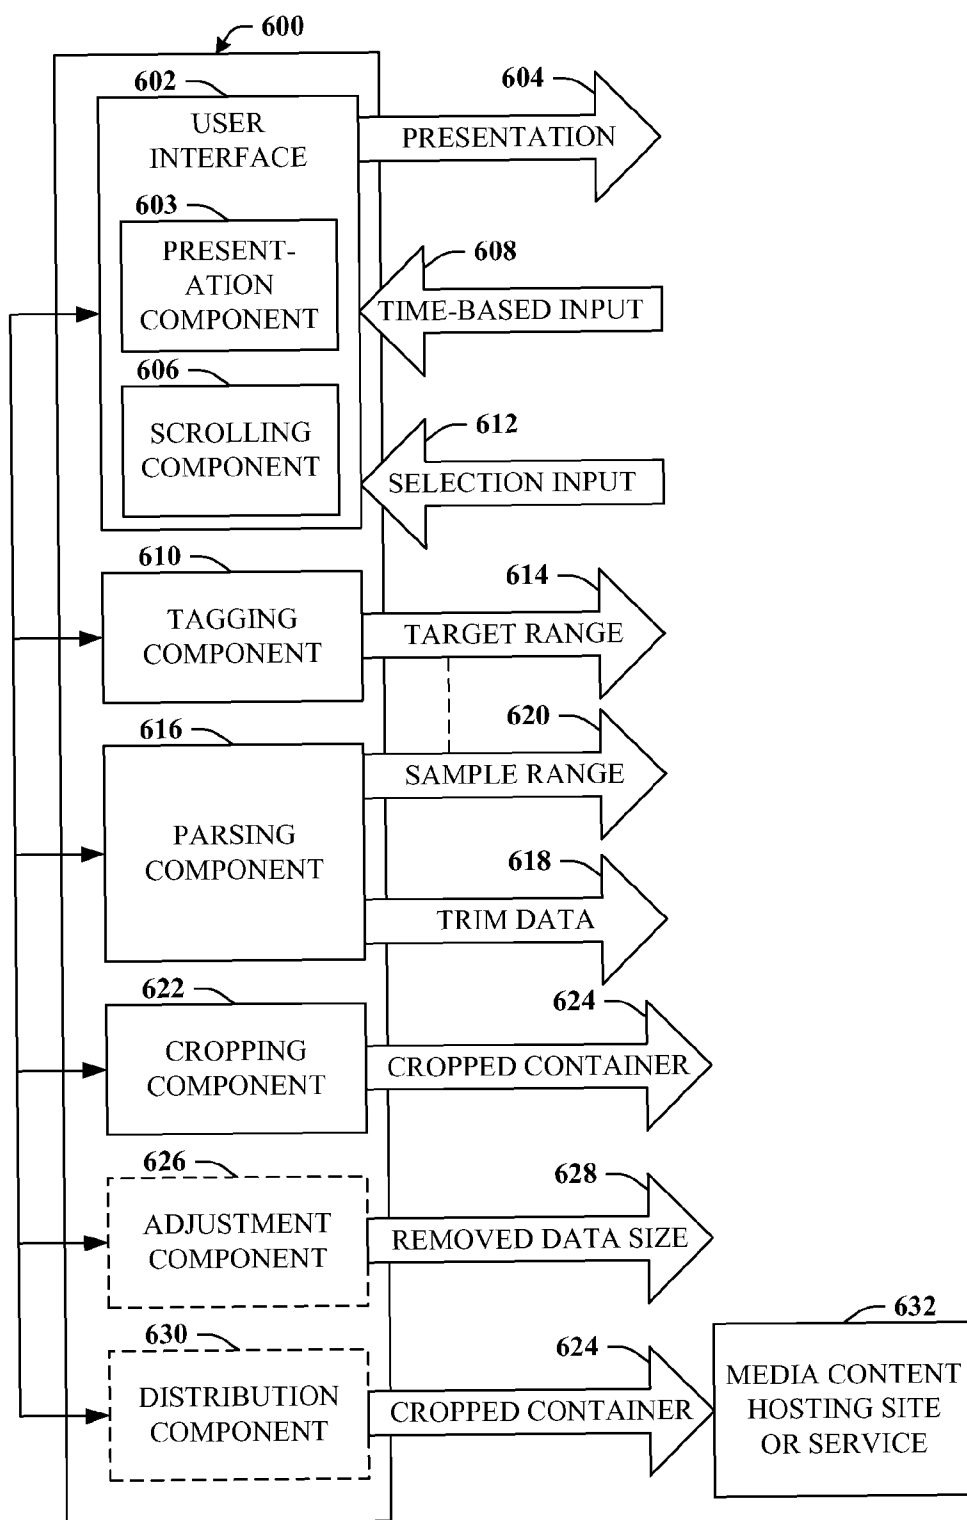 600
602
USER
INTERFACE
604
PRESENTATION
603
PRESENT-
ATION
COMPONENT
608
TIME-BASED INPUT
606
SCROLLING
COMPONENT
612
SELECTION INPUT
610
TAGGING
COMPONENT
614
TARGET RANGE
616
PARSING
COMPONENT
620
SAMPLE RANGE
618
TRIM DATA
622
CROPPING
COMPONENT
624
CROPPED CONTAINER
626
ADJUSTMENT
COMPONENT
628
REMOVED DATA SIZE
630
DISTRIBUTION
COMPONENT
624
CROPPED CONTAINER
632
MEDIA CONTENT
HOSTING SITE
OR SERVICE